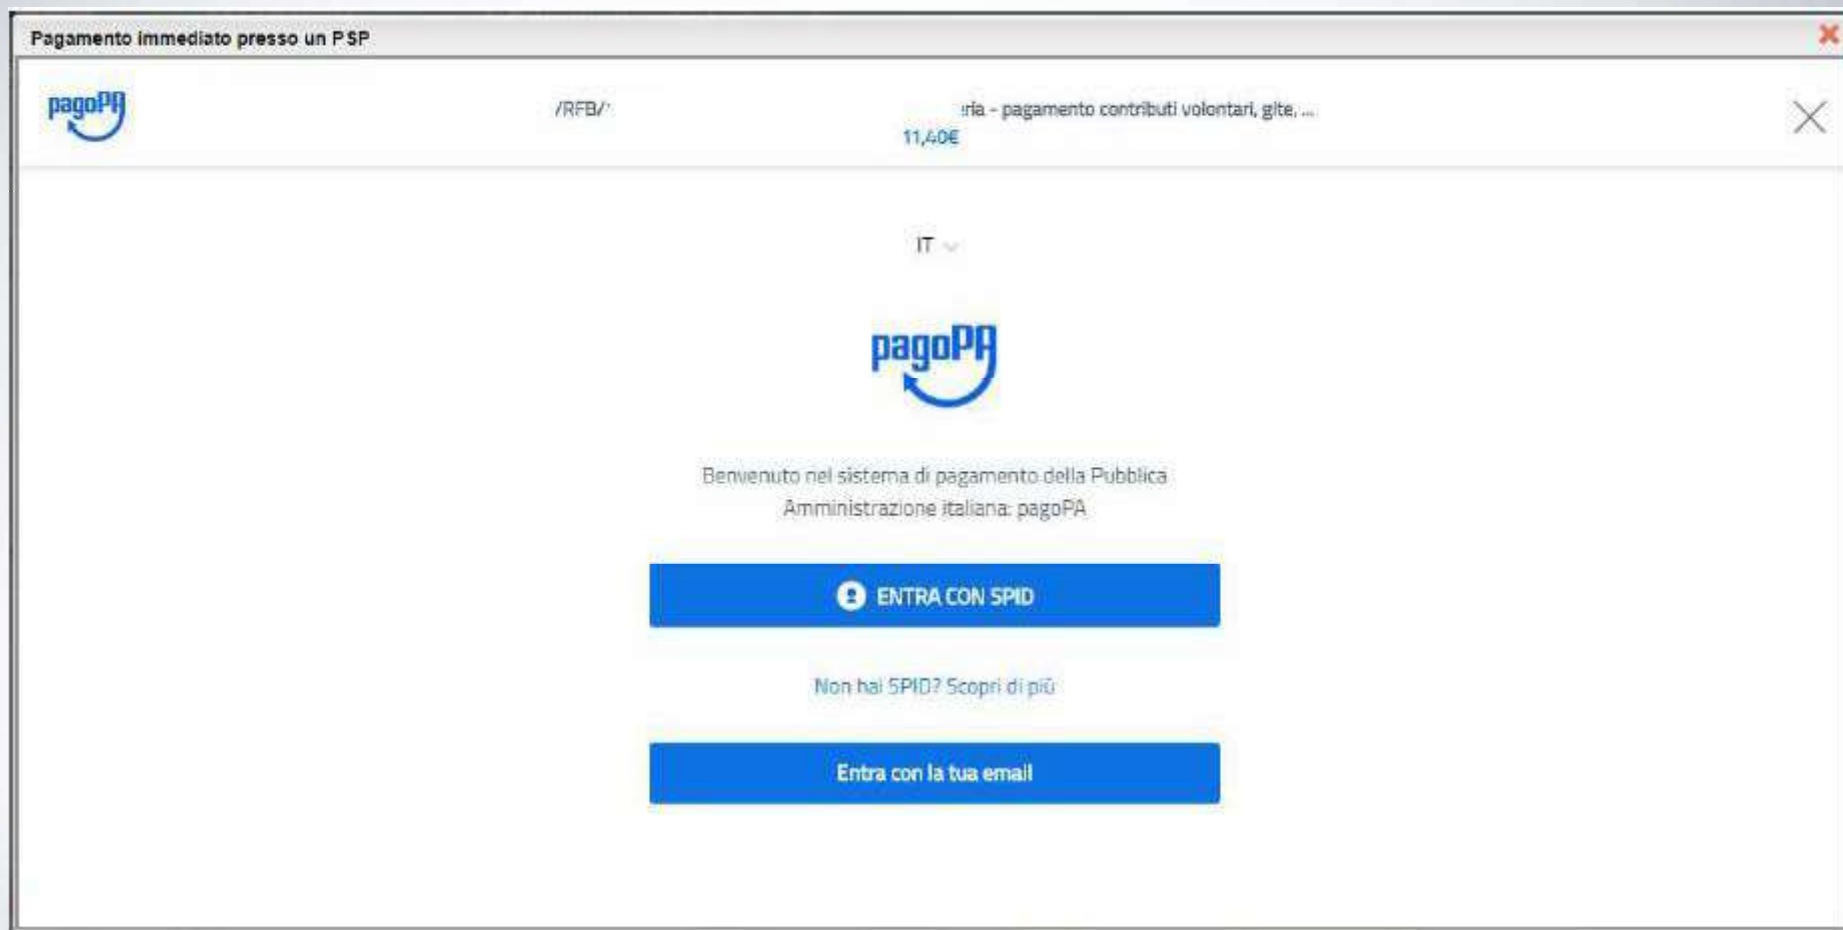 Pagamento immediato presso un PSP
pagoPA
/RFB/
ria - pagamento contributi volontari, gite, ...
11,40€
IT
pagoPA
Benvenuto nel sistema di pagamento della Pubblica
Amministrazione italiana: pagoPA
ENTRA CON SPID
Non hai SPID? Scopri di più
Entra con la tua email